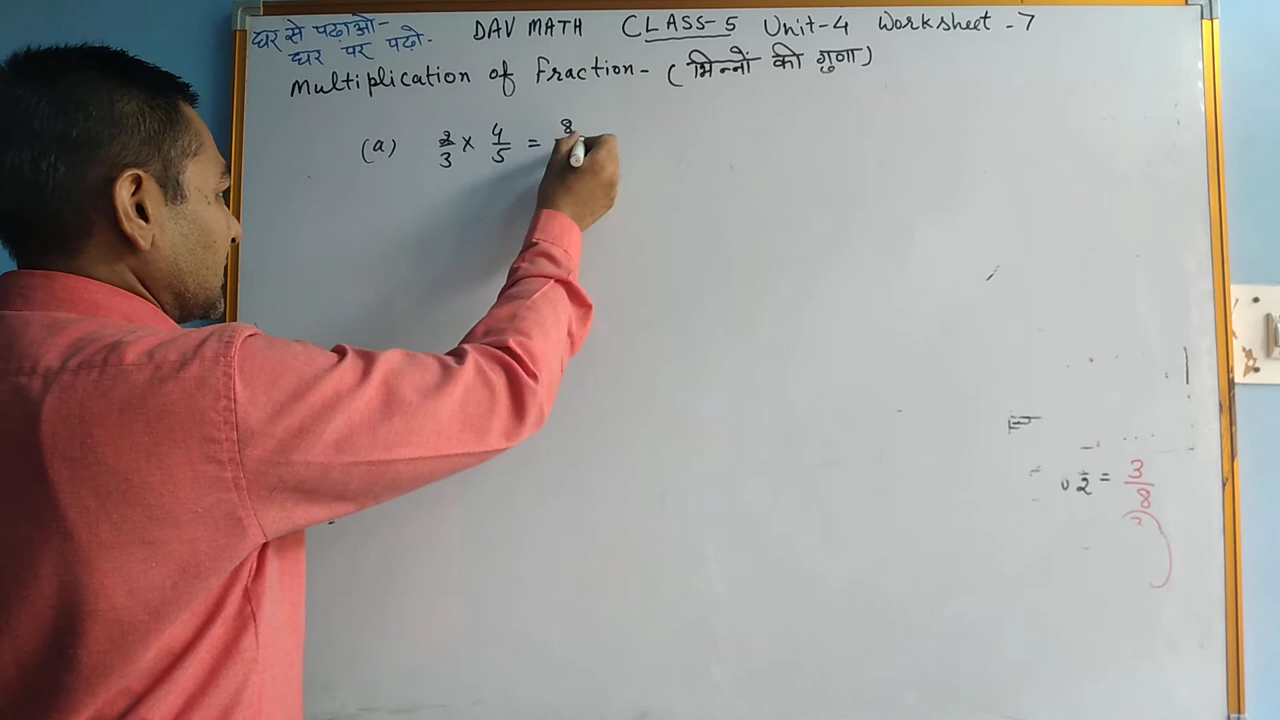 घर से पढ़ाओ-
घर पर पढ़ो.
DAV MATH CLASS-5 Unit-4 Worksheet-7
Multiplication of Fraction- (भिन्नों की गुणा)
(a) 2/3 × 4/5 = 8
2 = 3/8